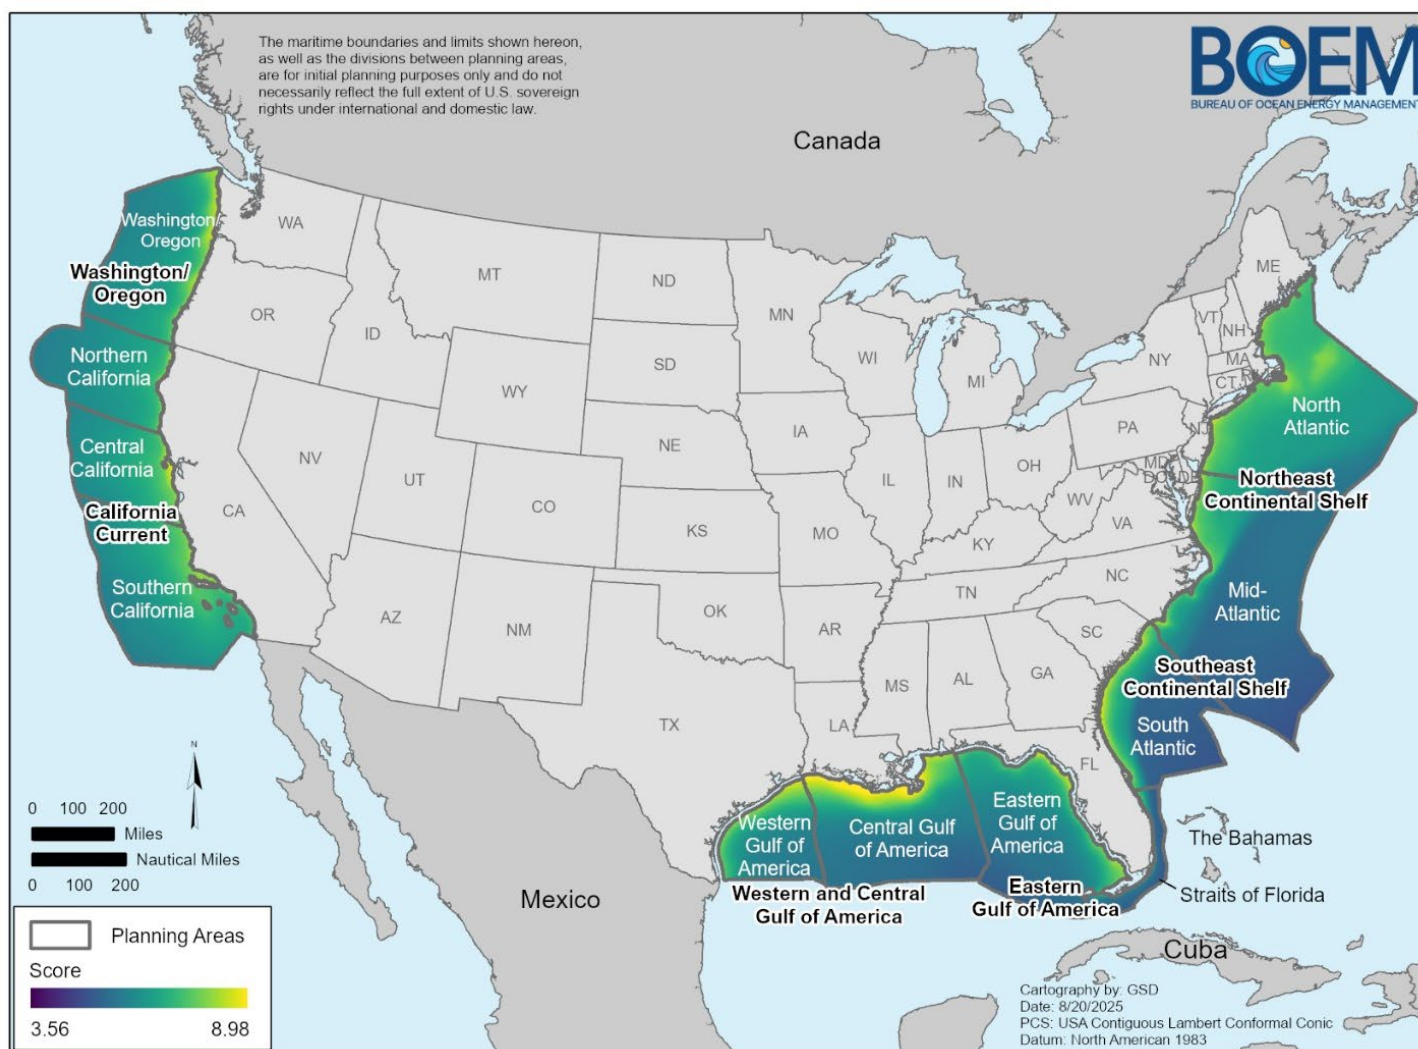 The maritime boundaries and limits shown hereon,
as well as the divisions between planning areas,
are for initial planning purposes only and do not
necessarily reflect the full extent of U.S. sovereign
rights under international and domestic law.
BOEM
BUREAU OF OCEAN ENERGY MANAGEMENT
Canada
Washington/
Oregon
Washington/
Oregon
Northern
California
Central
California
California
Current
Southern
California
WA
MT
ND
MN
ME
OR
ID
SD
WI
VT
NH
NY
MA
CT
WY
MI
IA
NE
PA
NJ
NV
UT
CO
IL
IN
OH
MD
DC
DE
WV
VA
CA
KS
MO
KY
AZ
NM
OK
AR
TN
NC
SC
MS
AL
GA
TX
LA
FL
North
Atlantic
Northeast
Continental Shelf
Mid-
Atlantic
Southeast
Continental Shelf
South
Atlantic
Western
Gulf of
America
Central Gulf
of America
Eastern
Gulf of
America
Western and Central
Gulf of America
Eastern
Gulf of America
The Bahamas
Straits of Florida
Mexico
Cuba
N
0 100 200
Miles
Nautical Miles
0 100 200
Planning Areas
Score
3.56 8.98
Cartography by: GSD
Date: 8/20/2025
PCS: USA Contiguous Lambert Conformal Conic
Datum: North American 1983